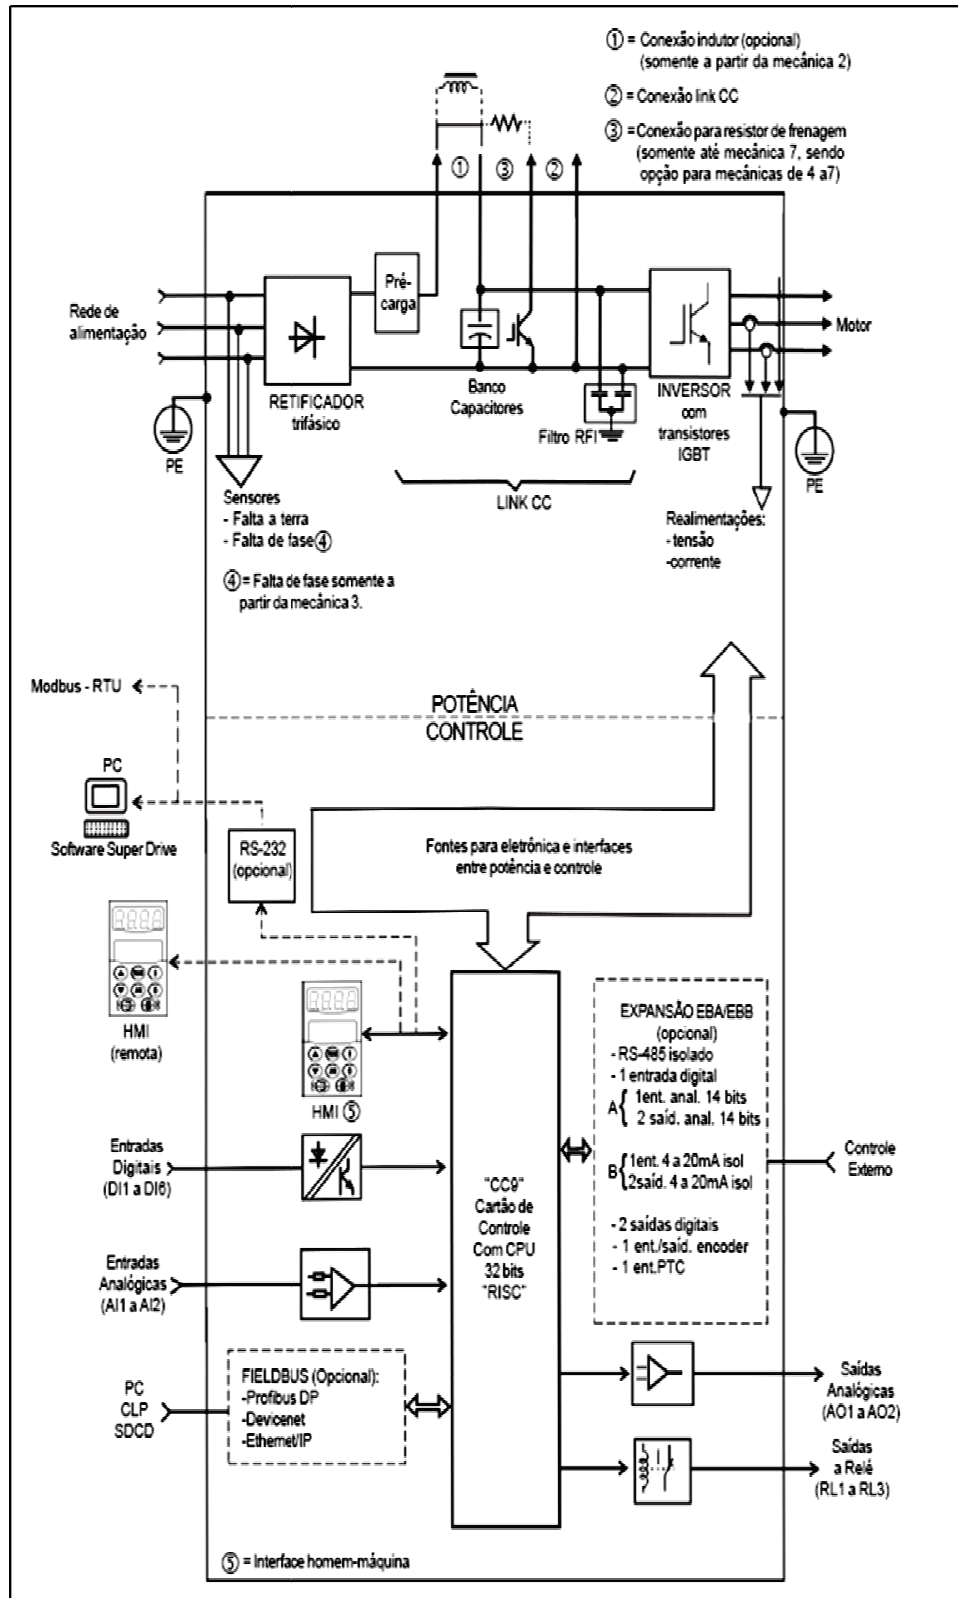 ① = Conexão indutor (opcional)
(somente a partir da mecânica 2)
② = Conexão link CC
③ = Conexão para resistor de frenagem
(somente até mecânica 7, sendo
opção para mecânicas de 4 a7)
① ③ ②
Pré-
carga
Rede de
alimentação
Motor
RETIFICADOR
trifásico
Banco
Capacitores
INVERSOR
com
transistores
IGBT
Filtro RFI
PE
PE
LINK CC
Sensores
- Falta a terra
- Falta de fase④
Realimentações:
- tensão
-corrente
④= Falta de fase somente a
partir da mecânica 3.
Modbus - RTU
POTÊNCIA
CONTROLE
PC
Software Super Drive
RS-232
(opcional)
Fontes para eletrônica e interfaces
entre potência e controle
HMI
(remota)
HMI ⑤
EXPANSÃO EBA/EBB
(opcional)
- RS-485 isolado
- 1 entrada digital
A { 1ent. anal. 14 bits
2 saíd. anal. 14 bits
B { 1ent. 4 a 20mA isol
2saíd. 4 a 20mA isol
- 2 saídas digitais
- 1 ent./saíd. encoder
- 1 ent.PTC
Controle
Externo
Entradas
Digitais
(DI1 a DI6)
"CC9"
Cartão de
Controle
Com CPU
32 bits
"RISC"
Entradas
Analógicas
(AI1 a AI2)
PC
CLP
SDCD
FIELDBUS (Opcional):
-Profibus DP
-Devicenet
-Ethernet/IP
Saídas
Analógicas
(AO1 a AO2)
Saídas
a Relé
(RL1 a RL3)
⑤ = Interface homem-máquina